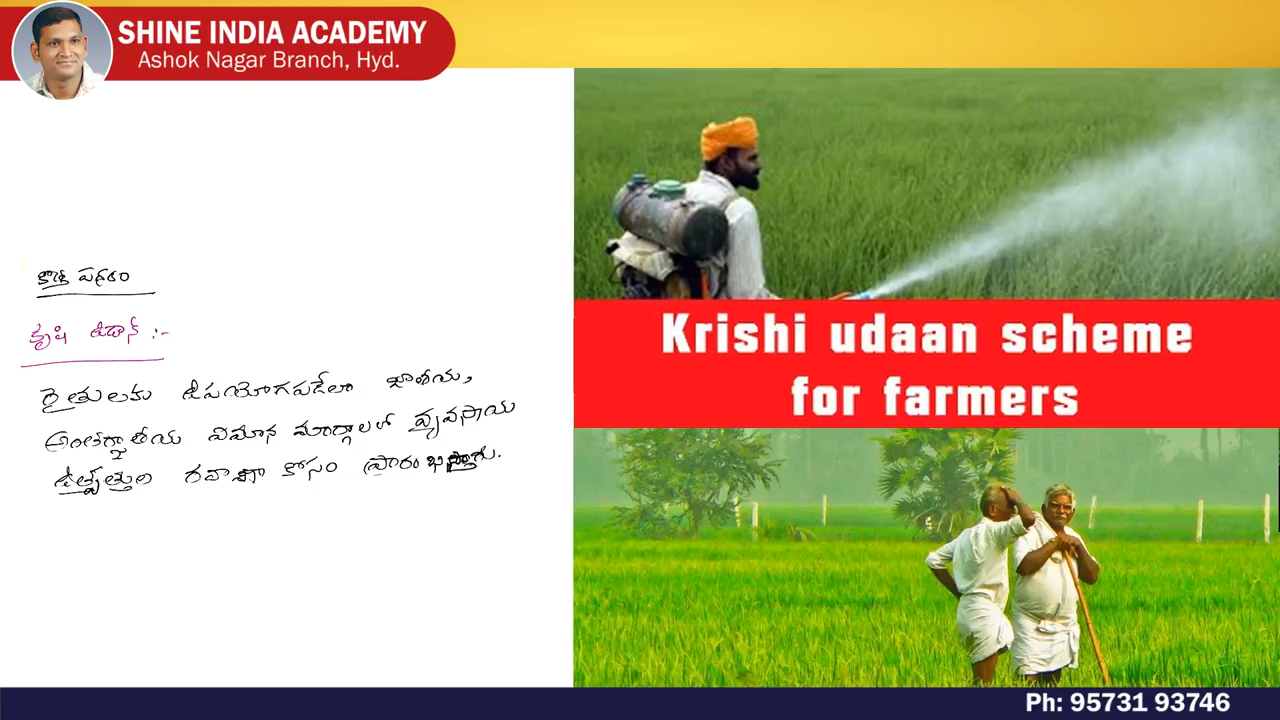 SHINE INDIA ACADEMY
Ashok Nagar Branch, Hyd.
కొత్త పథకం
కృషి ఉడాన్ :-
రైతులకు ఉపయోగపడేలా జాతీయ,
అంతర్జాతీయ విమాన మార్గాలలో వ్యవసాయ
ఉత్పత్తుల రవాణా కోసం ప్రారంభిస్తారు.
Krishi udaan scheme
for farmers
Ph: 95731 93746